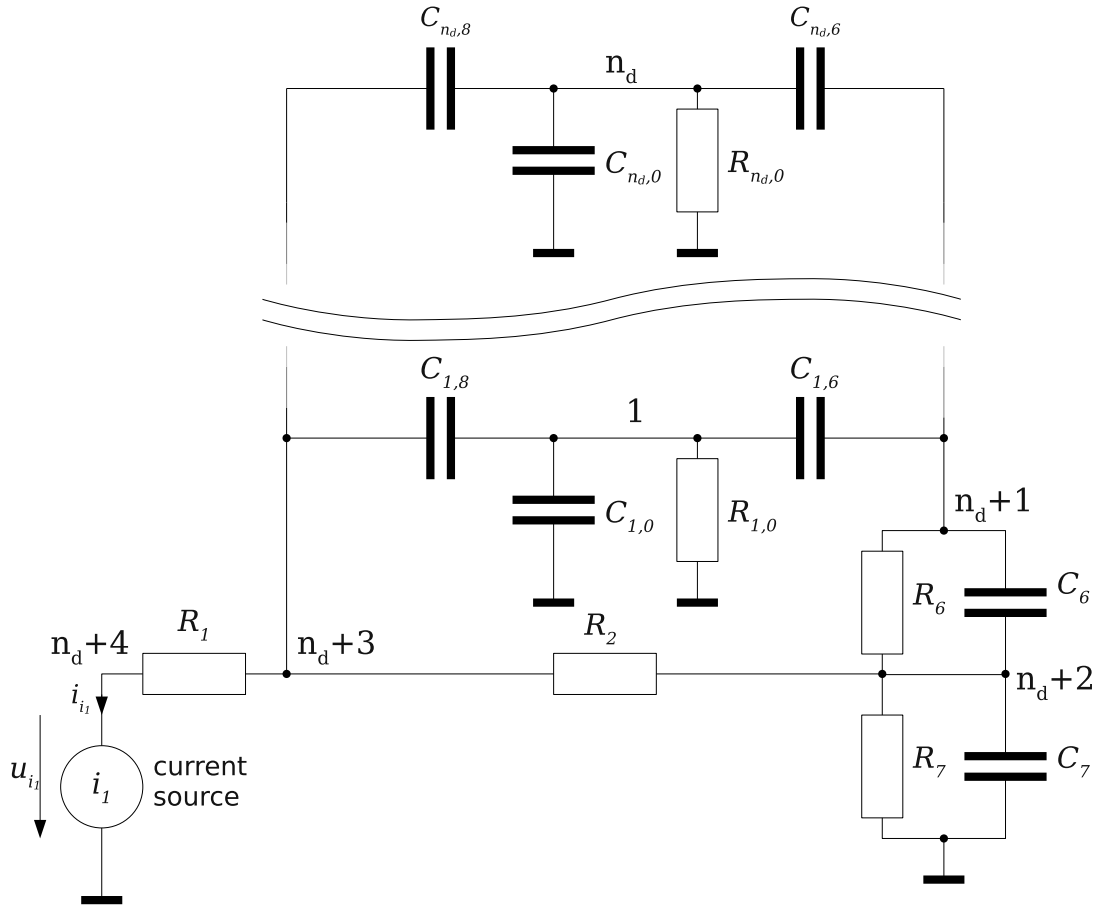 C_{n_d,8}
C_{n_d,6}
n_d
C_{n_d,0}
R_{n_d,0}
C_{1,8}
C_{1,6}
1
C_{1,0}
R_{1,0}
n_d+1
R_6
C_6
R_1
R_2
n_d+4
n_d+3
n_d+2
i_{i_1}
u_{i_1}
i_1
current
source
R_7
C_7